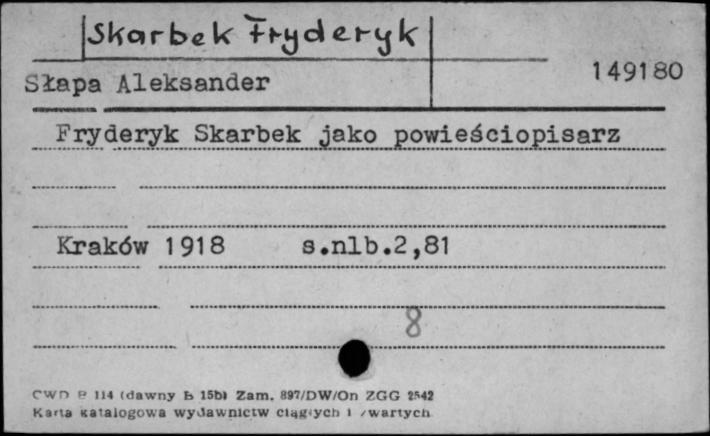 Skarbek Fryderyk
Słapa Aleksander
149180
Fryderyk Skarbek jako powieściopisarz
Kraków 1918 s.nlb.2,81
8
CWD P 114 (dawny B 15b) Zam. 897/DW/On ZGG 2542
Karta katalogowa wydawnictw ciągłych i zwartych